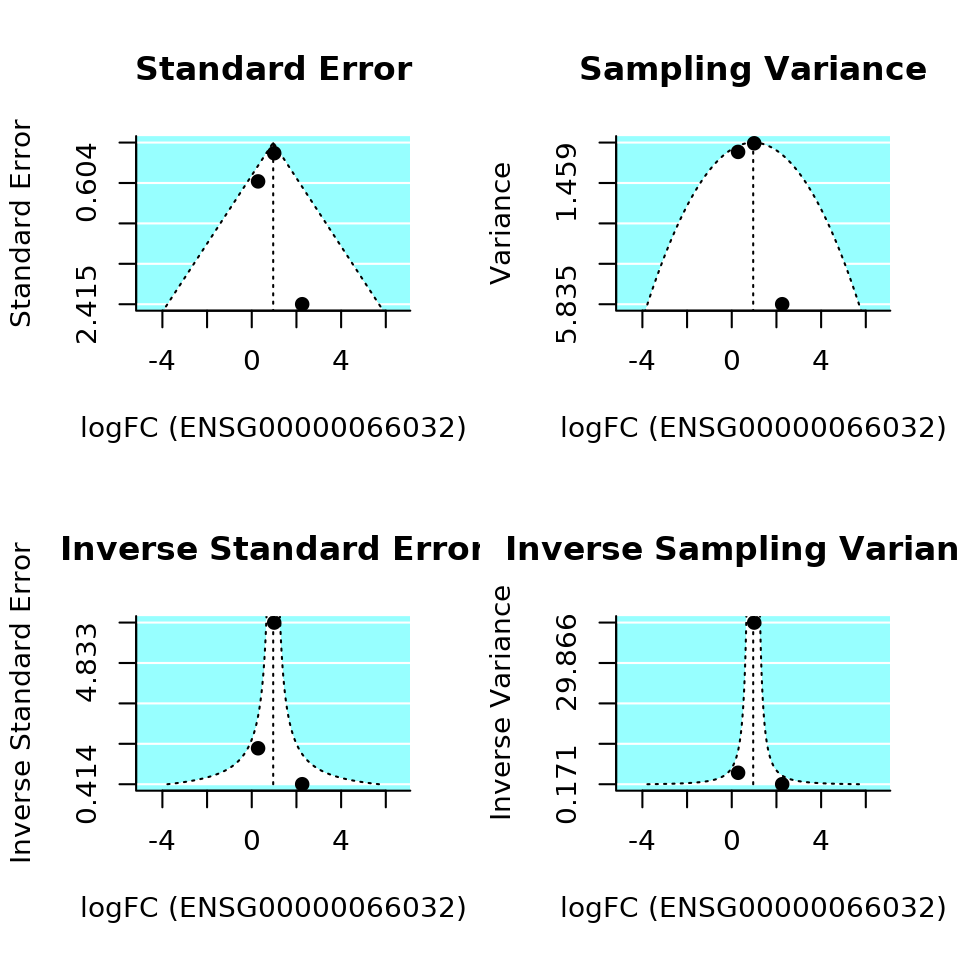 Standard Error
Standard Error
0.604
2.415
-4 0 4
logFC (ENSG00000066032)
Sampling Variance
Variance
1.459
5.835
-4 0 4
logFC (ENSG00000066032)
Inverse Standard Error
Inverse Standard Error
4.833
0.414
-4 0 4
logFC (ENSG00000066032)
Inverse Sampling Varian
Inverse Variance
29.866
0.171
-4 0 4
logFC (ENSG00000066032)